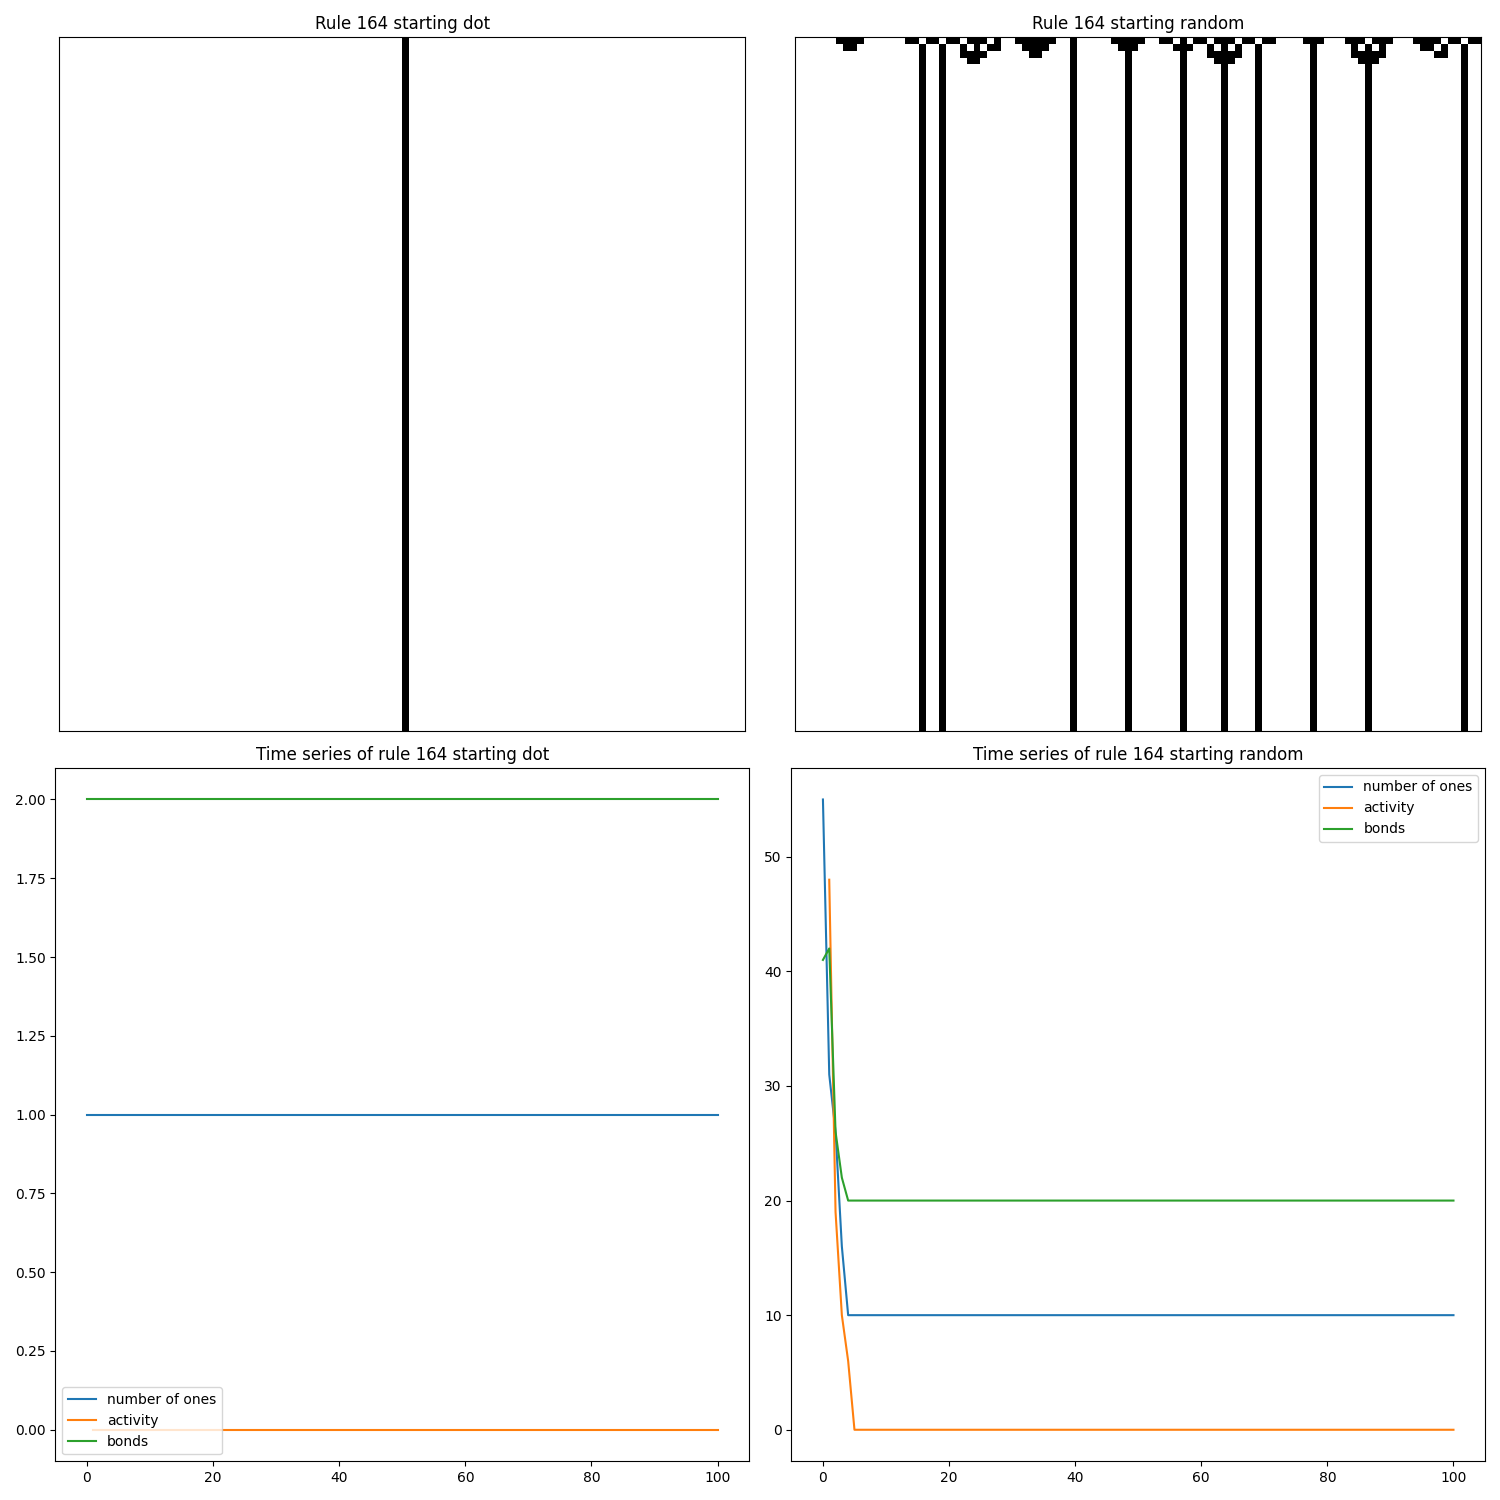 Rule 164 starting dot
Rule 164 starting random
Time series of rule 164 starting dot
2.00
1.75
1.50
1.25
1.00
0.75
0.50
0.25
0.00
number of ones
activity
bonds
0 20 40 60 80 100
Time series of rule 164 starting random
number of ones
activity
bonds
50
40
30
20
10
0
0 20 40 60 80 100